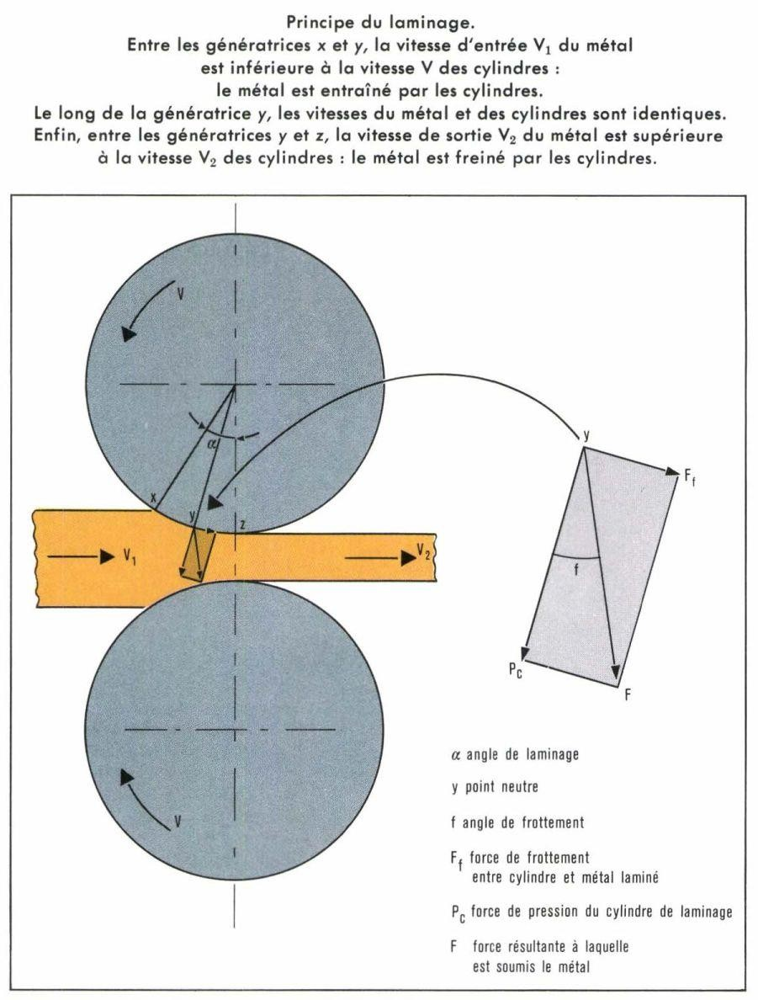 Principe du laminage.
Entre les génératrices x et y, la vitesse d'entrée V₁ du métal
est inférieure à la vitesse V des cylindres :
le métal est entraîné par les cylindres.
Le long de la génératrice y, les vitesses du métal et des cylindres sont identiques.
Enfin, entre les génératrices y et z, la vitesse de sortie V₂ du métal est supérieure
à la vitesse V₂ des cylindres : le métal est freiné par les cylindres.
V
α
x
y
z
V₁
V₂
V
y
F_f
f
P_c
F
α angle de laminage
y point neutre
f angle de frottement
F_f force de frottement
entre cylindre et métal laminé
P_c force de pression du cylindre de laminage
F force résultante à laquelle
est soumis le métal